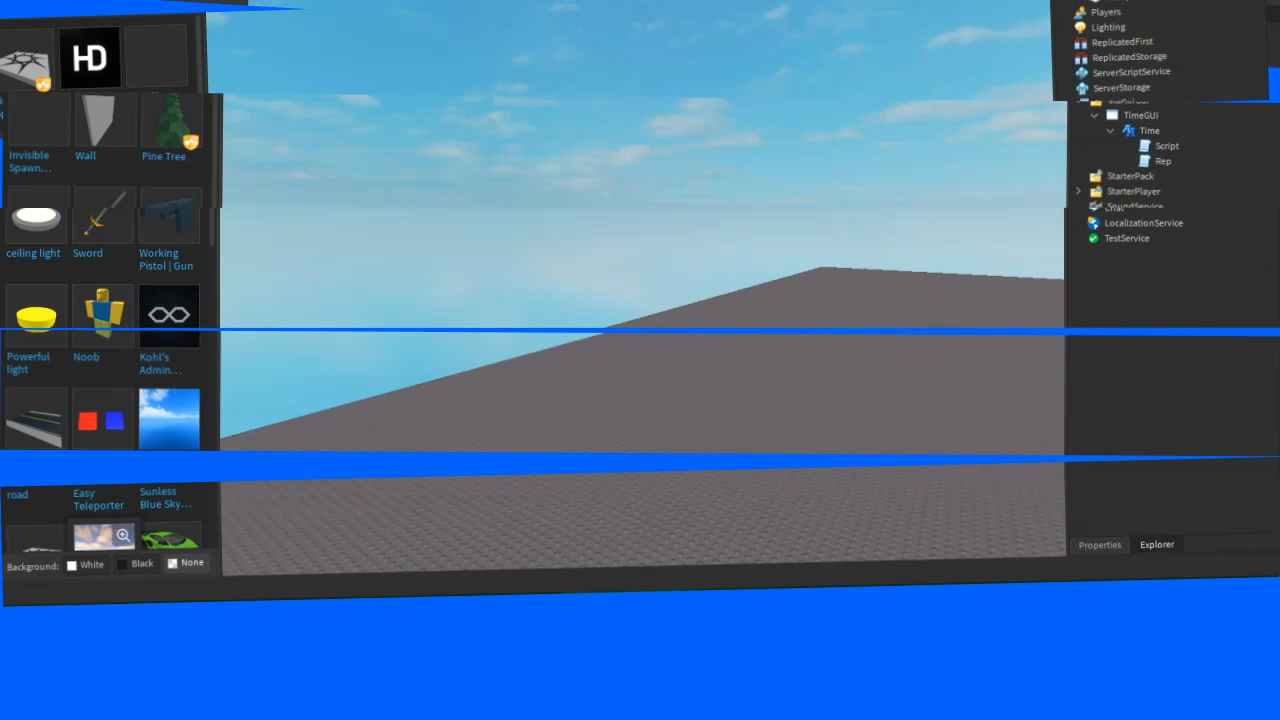 HD
Invisible
Spawn...
Wall
Pine Tree
ceiling light
Sword
Working
Pistol | Gun
Powerful
light
Noob
Kohl's
Admin...
road
Easy
Teleporter
Sunless
Blue Sky...
Background:
White
Black
None
Players
Lighting
ReplicatedFirst
ReplicatedStorage
ServerScriptService
ServerStorage
TimeGUI
Time
Script
Rep
StarterPack
StarterPlayer
SoundService
Chat
LocalizationService
TestService
Properties
Explorer